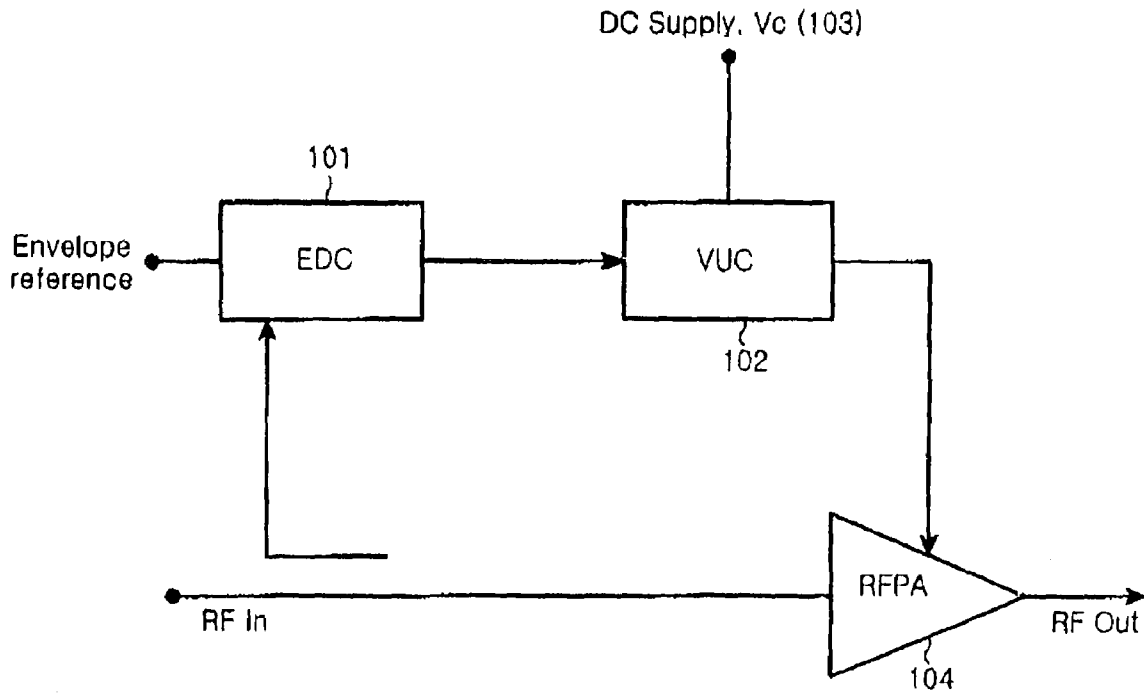 DC Supply, Vc (103)
101
Envelope
reference
EDC
VUC
102
RFPA
RF In
RF Out
104